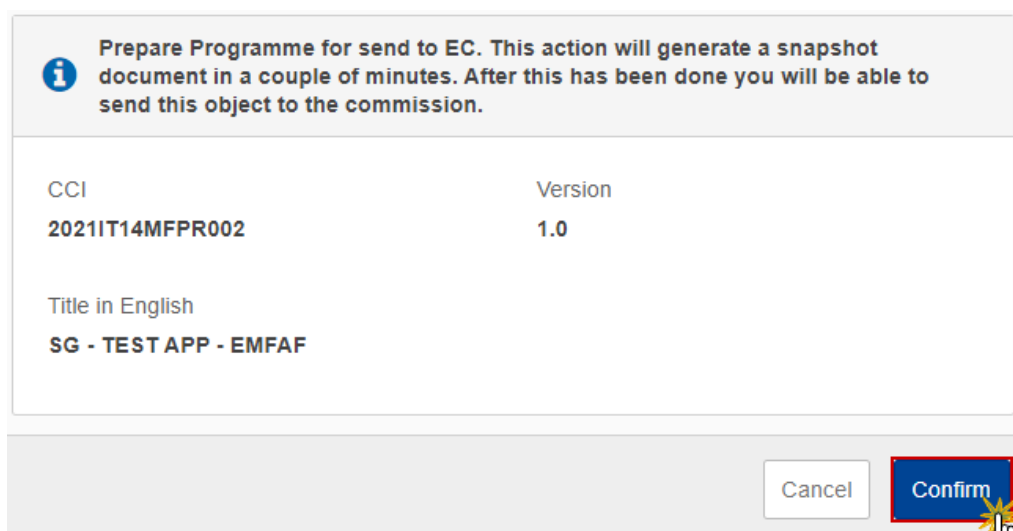 Prepare Programme for send to EC. This action will generate a snapshot
document in a couple of minutes. After this has been done you will be able to
send this object to the commission.
CCI
Version
2021IT14MFPR002
1.0
Title in English
SG - TEST APP - EMFAF
Cancel
Confirm